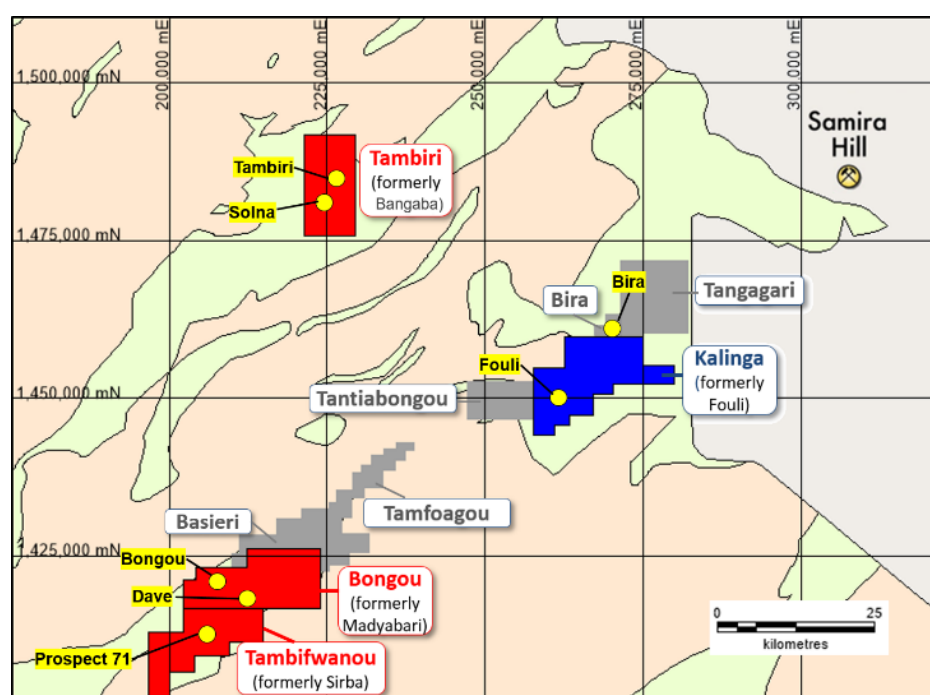 200,000 mE
225,000 mE
250,000 mE
275,000 mE
300,000 mE
1,500,000 mN
Samira
Hill
Tambiri
Solna
Tambiri
(formerly
Bangaba)
1,475,000 mN
Bira
Bira
Tangagari
Fouli
Kalinga
(formerly
Fouli)
Tantiabongou
1,450,000 mN
Tamfoagou
Basieri
1,425,000 mN
Bongou
Dave
Bongou
(formerly
Madyabari)
Prospect 71
Tambifwanou
(formerly Sirba)
0 25
kilometres